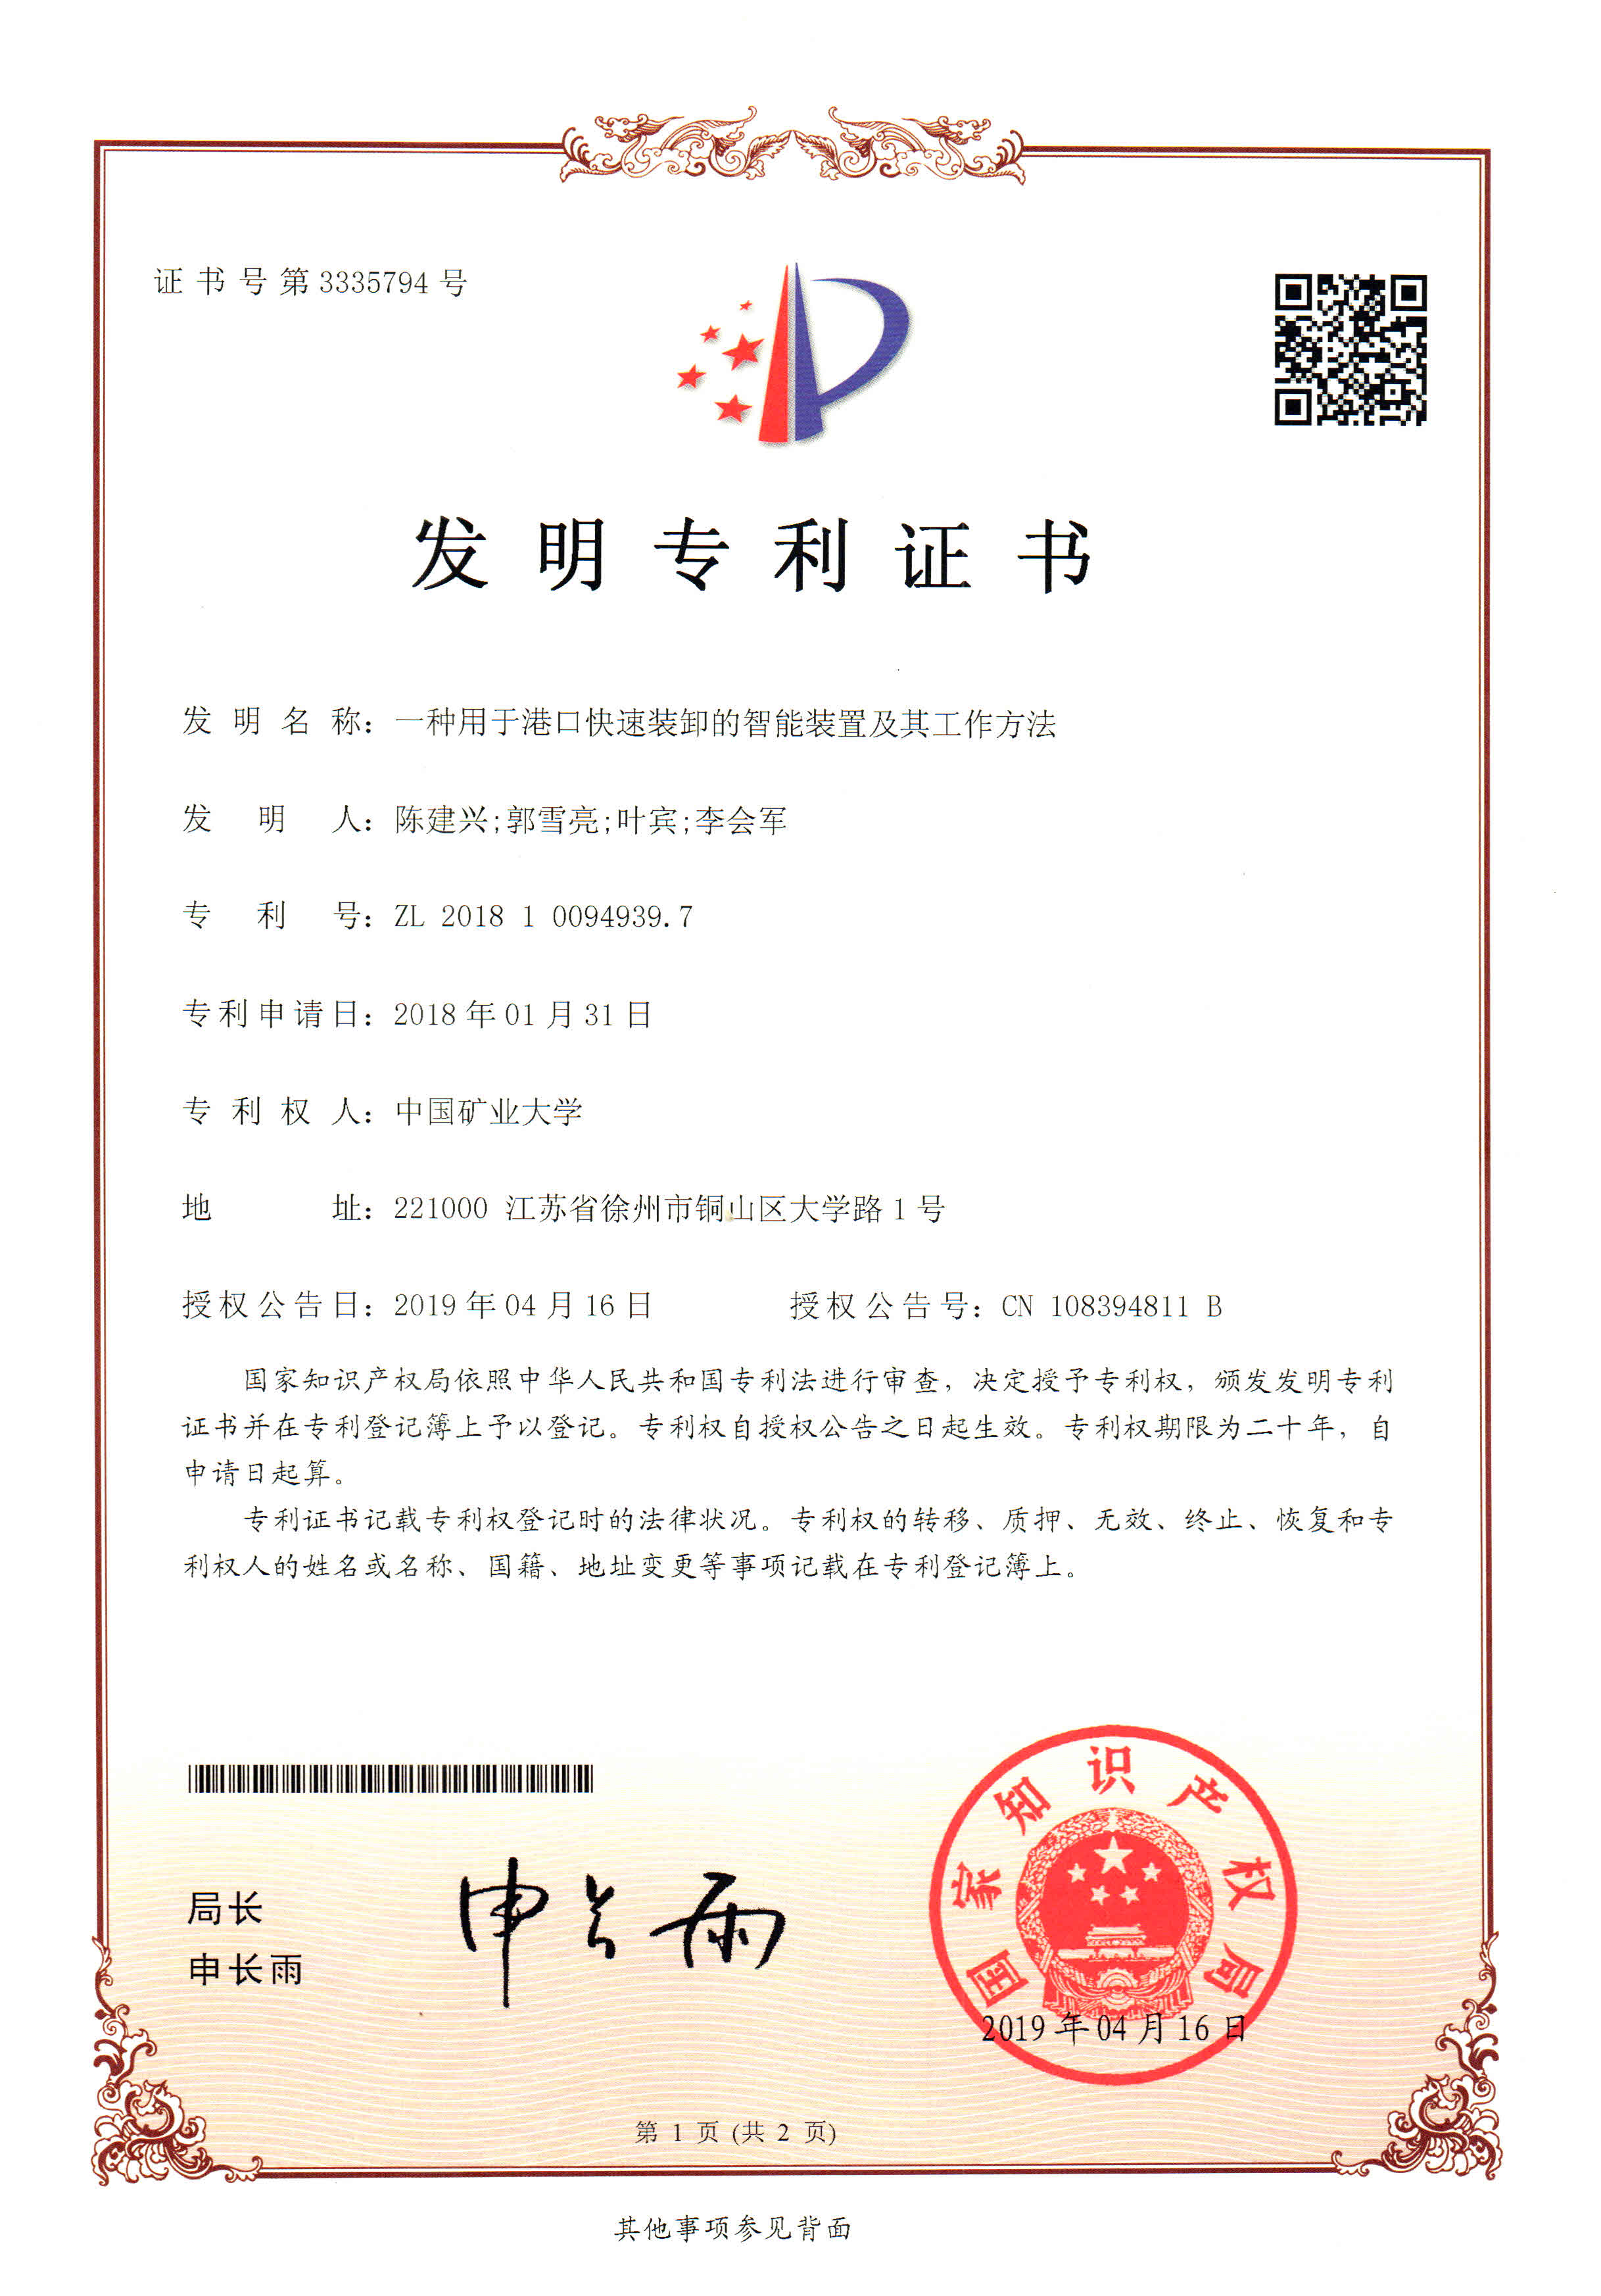 证书号第3335794号
发明专利证书
发明名称：一种用于港口快速装卸的智能装置及其工作方法
发明人：陈建兴;郭雪亮;叶宾;李会军
专利号：ZL 2018 1 0094939.7
专利申请日：2018年01月31日
专利权人：中国矿业大学
地址：221000 江苏省徐州市铜山区大学路1号
授权公告日：2019年04月16日 授权公告号：CN 108394811 B
国家知识产权局依照中华人民共和国专利法进行审查，决定授予专利权，颁发发明专利
证书并在专利登记簿上予以登记。专利权自授权公告之日起生效。专利权期限为二十年，自
申请日起算。
专利证书记载专利权登记时的法律状况。专利权的转移、质押、无效、终止、恢复和专
利权人的姓名或名称、国籍、地址变更等事项记载在专利登记簿上。
局长
申长雨
申长雨
国家知识产权局
2019年04月16日
第 1 页 (共 2 页)
其他事项参见背面